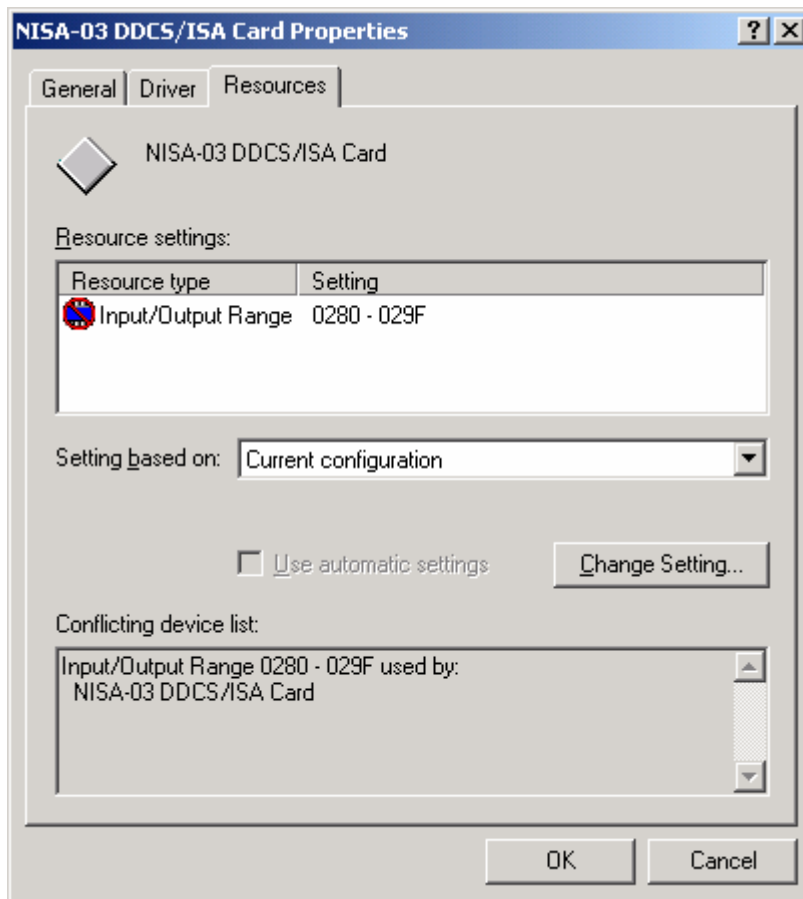 NISA-03 DDCS/ISA Card Properties
General Driver Resources
NISA-03 DDCS/ISA Card
Resource settings:
Resource type Setting
Input/Output Range 0280 - 029F
Setting based on: Current configuration
Use automatic settings Change Setting...
Conflicting device list:
Input/Output Range 0280 - 029F used by:
NISA-03 DDCS/ISA Card
OK Cancel